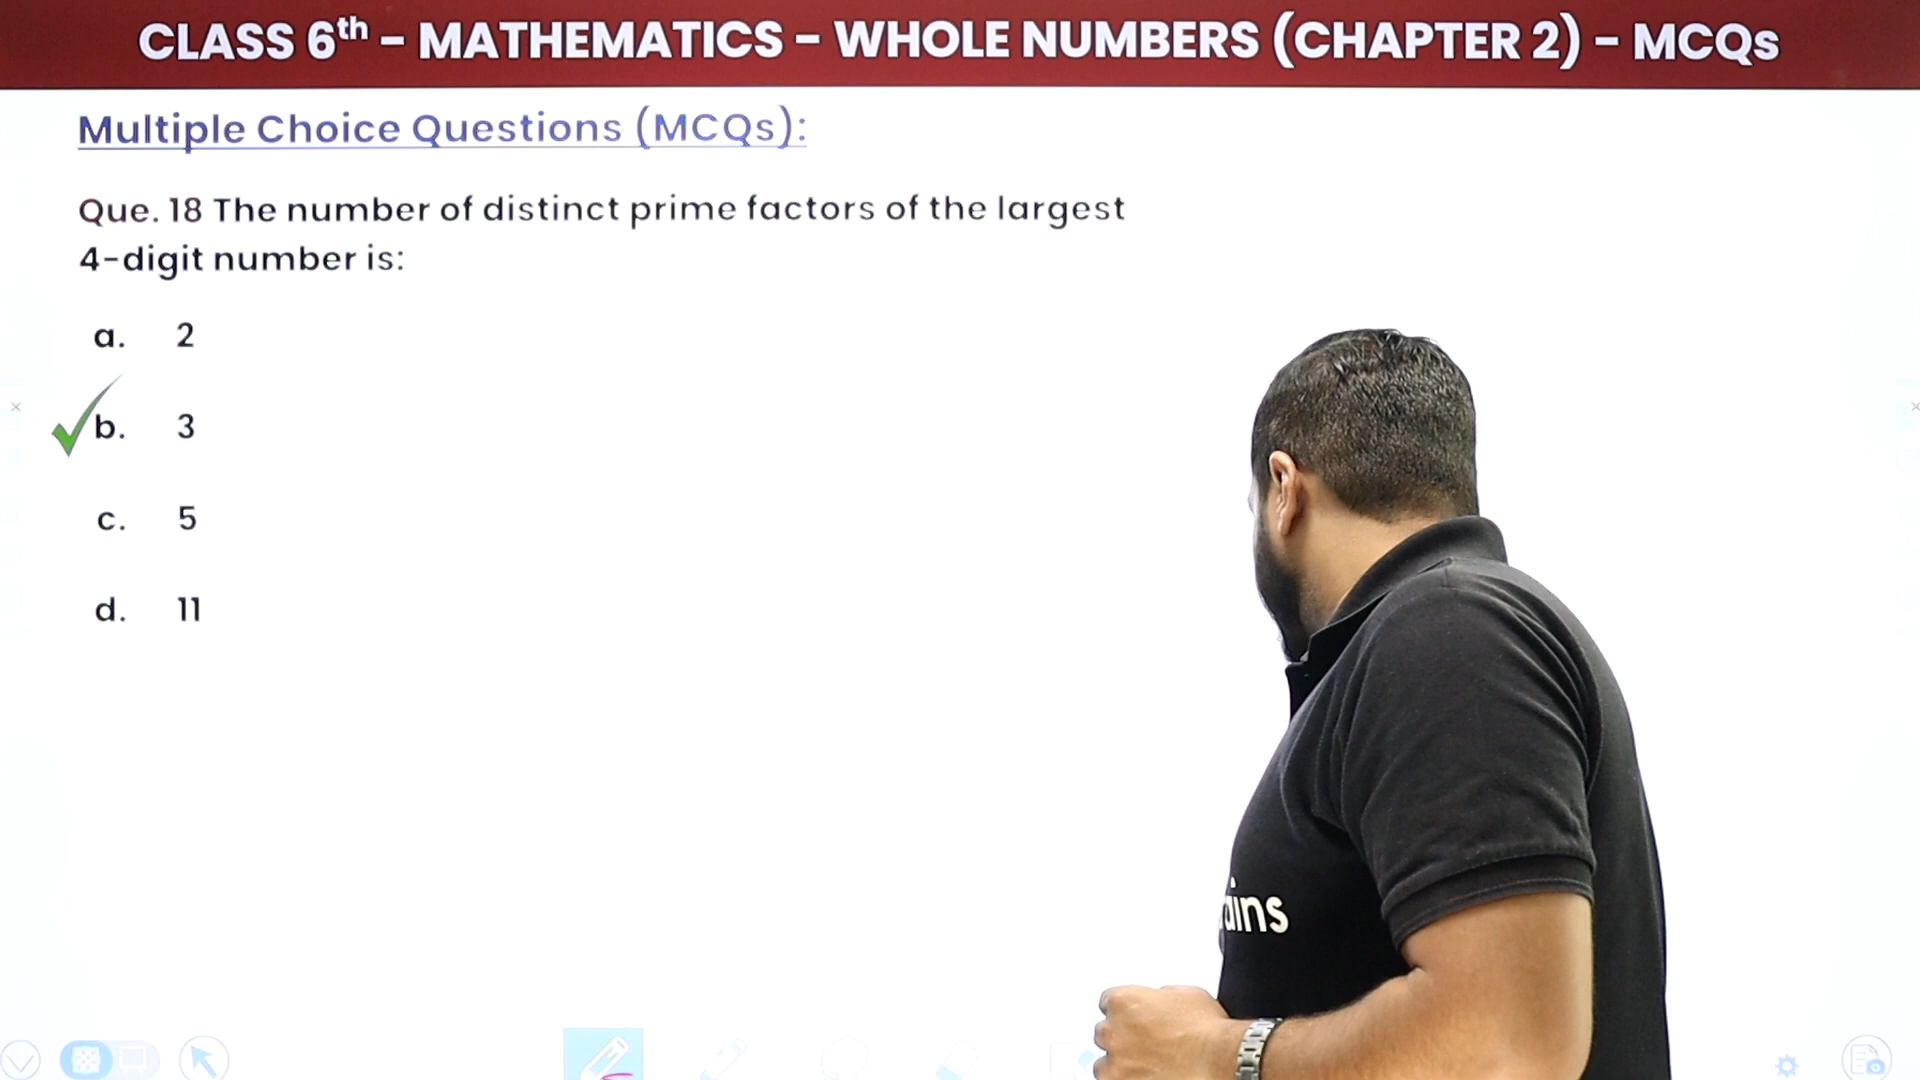 CLASS 6th - MATHEMATICS - WHOLE NUMBERS (CHAPTER 2) - MCQs
Multiple Choice Questions (MCQs):
Que. 18 The number of distinct prime factors of the largest
4-digit number is:
a. 2
b. 3
c. 5
d. 11
ains